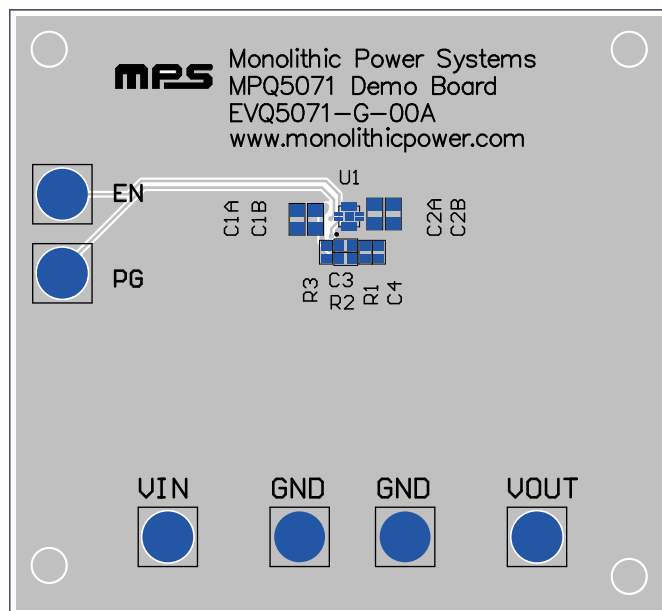 mps
Monolithic Power Systems
MPQ5071 Demo Board
EVQ5071-G-00A
www.monolithicpower.com
U1
EN
C1A
C1B
C2A
C2B
PG
R3
C3
R2
R1
C4
VIN
GND
GND
VOUT